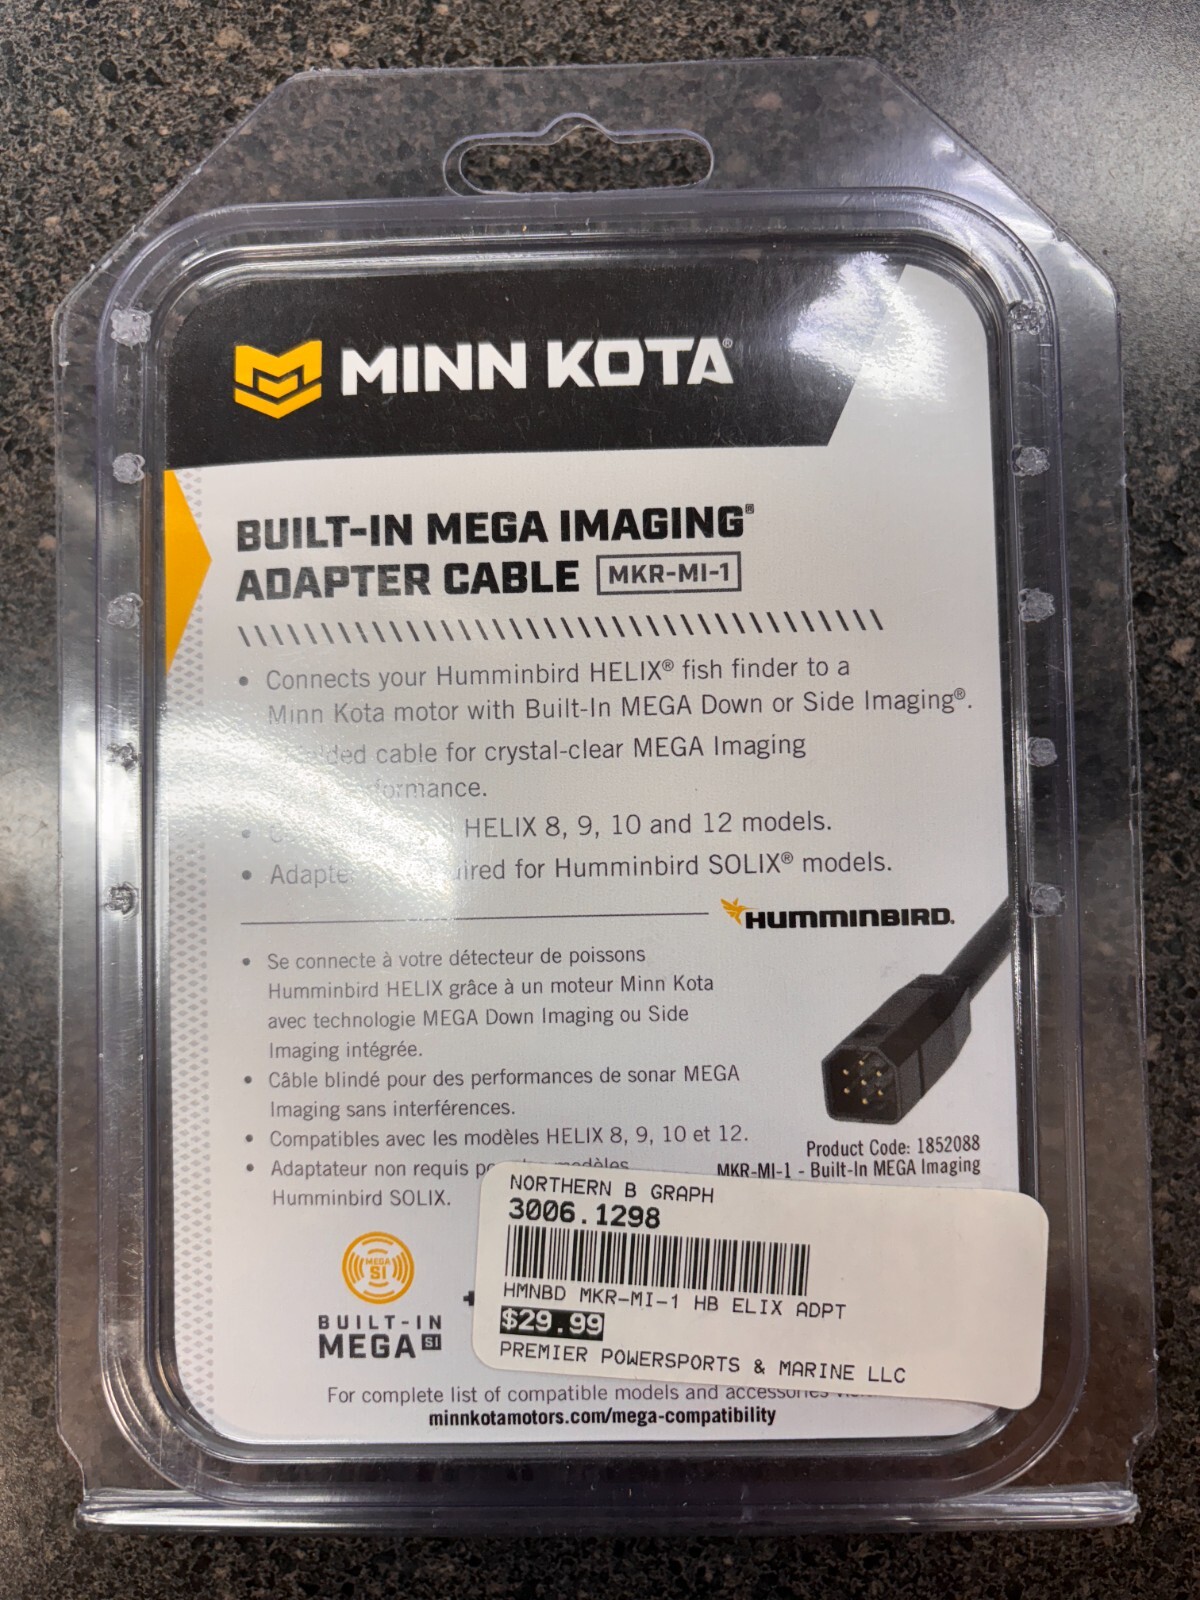 MINN KOTA®
BUILT-IN MEGA IMAGING®
ADAPTER CABLE MKR-MI-1
• Connects your Humminbird HELIX® fish finder to a
Minn Kota motor with Built-In MEGA Down or Side Imaging®.
cable for crystal-clear MEGA Imaging
HELIX 8, 9, 10 and 12 models.
• for Humminbird SOLIX® models.
HUMMINBIRD.
• Se connecte à votre détecteur de poissons
Humminbird HELIX grâce à un moteur Minn Kota
avec technologie MEGA Down Imaging ou Side
Imaging intégrée.
• Câble blindé pour des performances de sonar MEGA
Imaging sans interférences.
• Compatibles avec les modèles HELIX 8, 9, 10 et 12.
• Adaptateur non requis modèles
Humminbird SOLIX.
Product Code: 1852088
MKR-MI-1 - Built-In MEGA Imaging
NORTHERN B GRAPH
3006.1298
HMNBD MKR-MI-1 HB ELIX ADPT
$29.99
PREMIER POWERSPORTS & MARINE LLC
MEGA
SI
BUILT-IN
MEGA SI
For complete list of compatible models and accessories
minnkotamotors.com/mega-compatibility